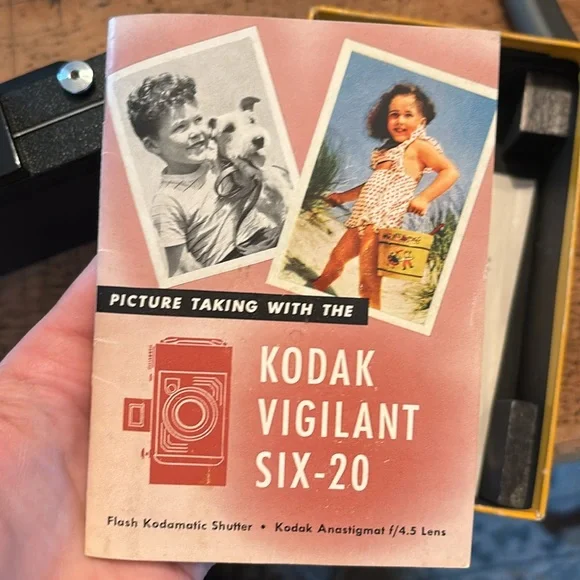 PICTURE TAKING WITH THE
KODAK
VIGILANT
SIX-20
Flash Kodamatic Shutter • Kodak Anastigmat f/4.5 Lens